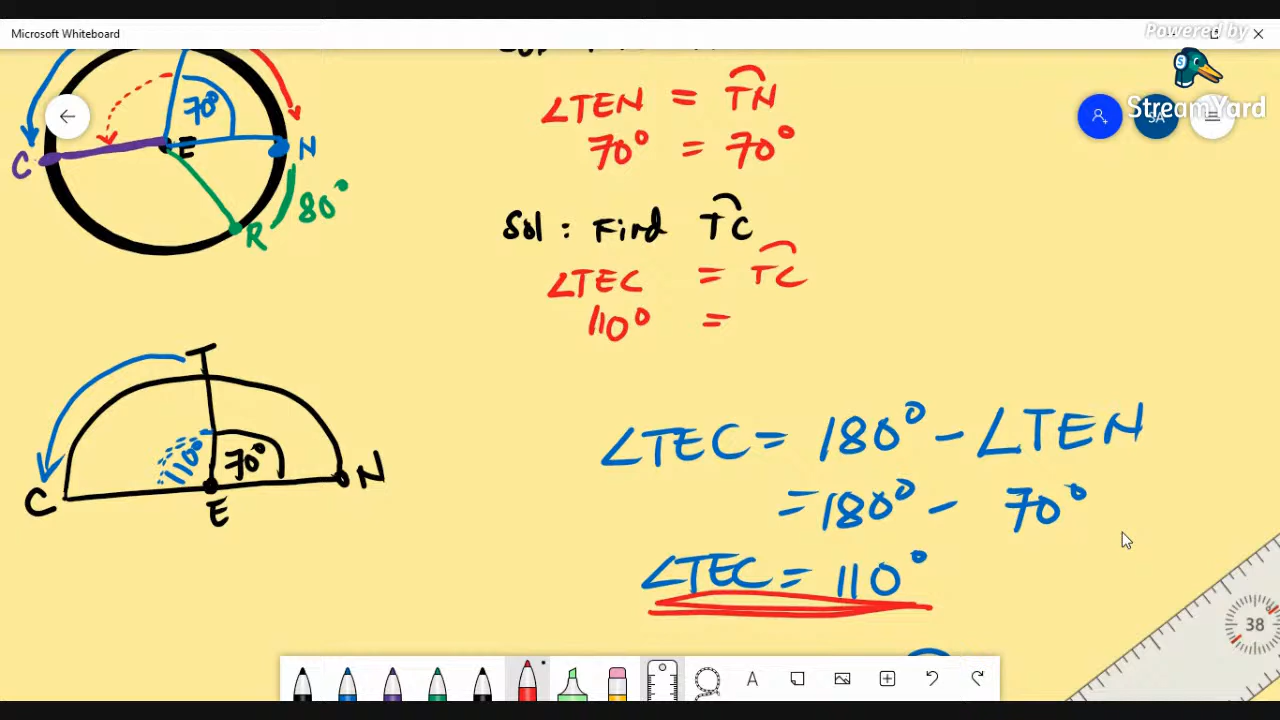 Microsoft Whiteboard
Powered by
StreamYard
SA
70°
C
E
N
R
80°
∠TEN = TN
70° = 70°
Sol : Find TC
∠TEC = TC
110° =
T
110°
70°
C
E
N
∠TEC = 180° - ∠TEN
= 180° - 70°
∠TEC = 110°
38
A